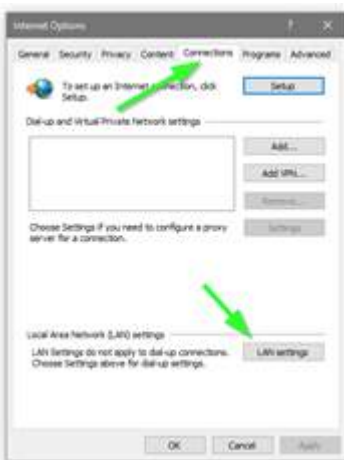 Internet Options
General Security Privacy Content Connections Programs Advanced
To set up an Internet connection, click
Setup.
Setup
Dial-up and Virtual Private Network settings
Add...
Add VPN...
Remove...
Choose Settings if you need to configure a proxy
server for a connection.
Settings
Local Area Network (LAN) settings
LAN Settings do not apply to dial-up connections.
Choose Settings above for dial-up settings.
LAN settings
OK Cancel Apply